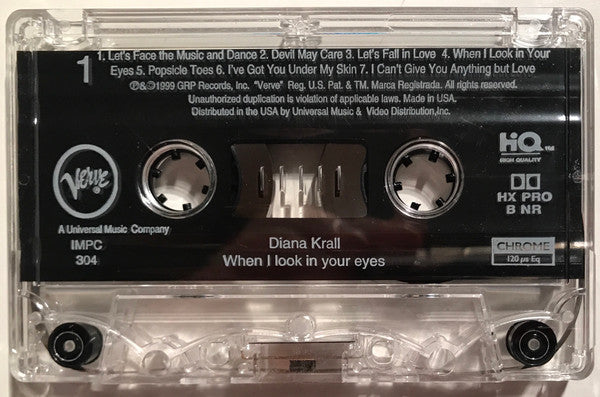 1
1. Let's Face the Music and Dance 2. Devil May Care 3. Let's Fall in Love 4. When I Look in Your
Eyes 5. Popsicle Toes 6. I've Got You Under My Skin 7. I Can't Give You Anything but Love
℗&©1999 GRP Records, Inc. "Verve" Reg. U.S. Pat. & TM. Marca Registrada. All rights reserved.
Unauthorized duplication is violation of applicable laws. Made in USA.
Distributed in the USA by Universal Music & Video Distribution, Inc.
Verve
A Universal Music Company
IMPC
304
HiQ TM
HIGH QUALITY
HX PRO
B NR
CHROME
120 µs Eq
Diana Krall
When I look in your eyes